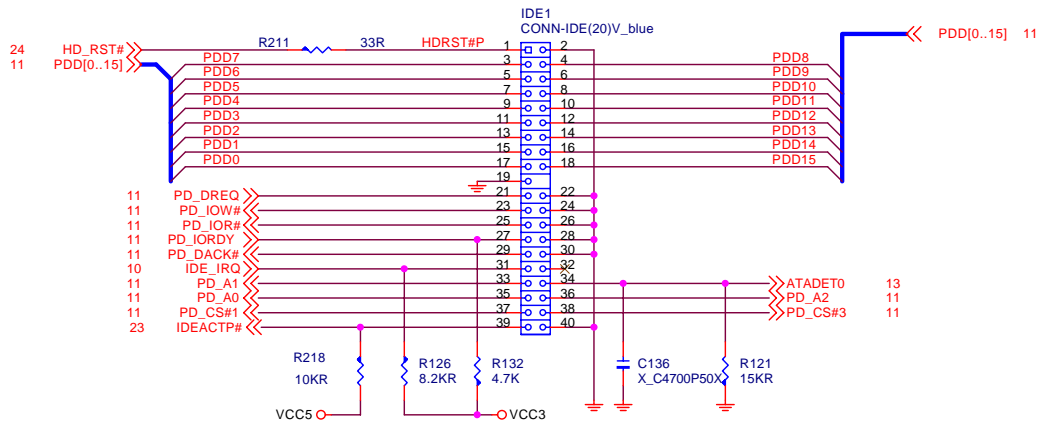 IDE1
CONN-IDE(20)V_blue
24 HD_RST# R211 33R HDRST#P 1 2 PDD[0..15] 11
11 PDD[0..15] PDD7 3 4 PDD8
PDD6 5 6 PDD9
PDD5 7 8 PDD10
PDD4 9 10 PDD11
PDD3 11 12 PDD12
PDD2 13 14 PDD13
PDD1 15 16 PDD14
PDD0 17 18 PDD15
19
11 PD_DREQ 21 22
11 PD_IOW# 23 24
11 PD_IOR# 25 26
11 PD_IORDY 27 28
11 PD_DACK# 29 30
10 IDE_IRQ 31 32
11 PD_A1 33 34 ATADET0 13
11 PD_A0 35 36 PD_A2 11
11 PD_CS#1 37 38 PD_CS#3 11
23 IDEACTP# 39 40
R218 R126 R132 C136 R121
10KR 8.2KR 4.7K X_C4700P50X 15KR
VCC5 VCC3